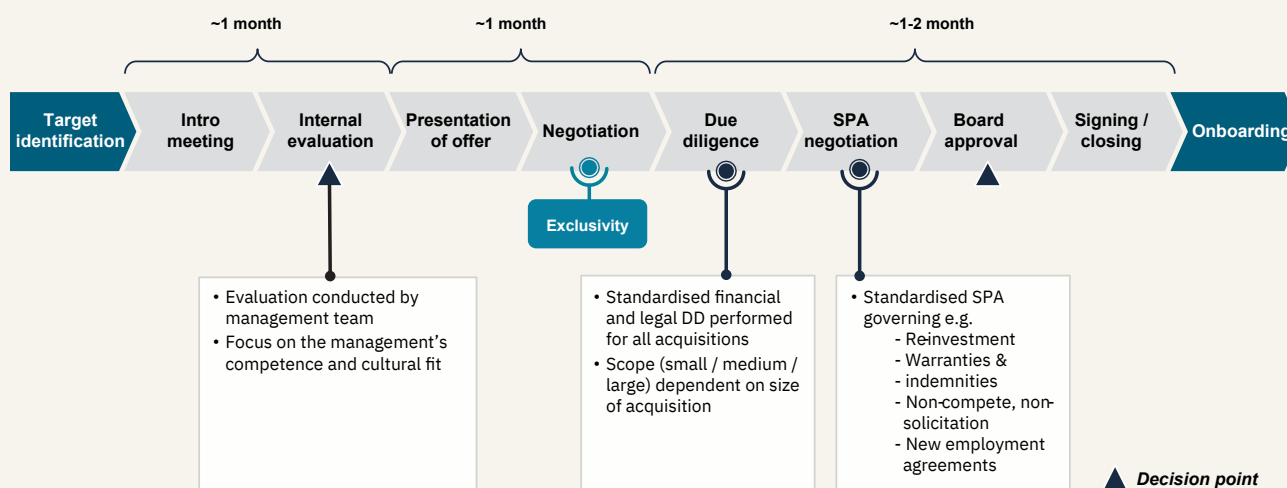 ~1 month
~1 month
~1-2 month
Target
identification
Intro
meeting
Internal
evaluation
Presentation
of offer
Negotiation
Due
diligence
SPA
negotiation
Board
approval
Signing /
closing
Onboarding
Exclusivity
• Evaluation conducted by
management team
• Focus on the management's
competence and cultural fit
• Standardised financial
and legal DD performed
for all acquisitions
• Scope (small / medium /
large) dependent on size
of acquisition
• Standardised SPA
governing e.g.
- Re-investment
- Warranties &
- indemnities
- Non-compete, non-
solicitation
- New employment
agreements
Decision point